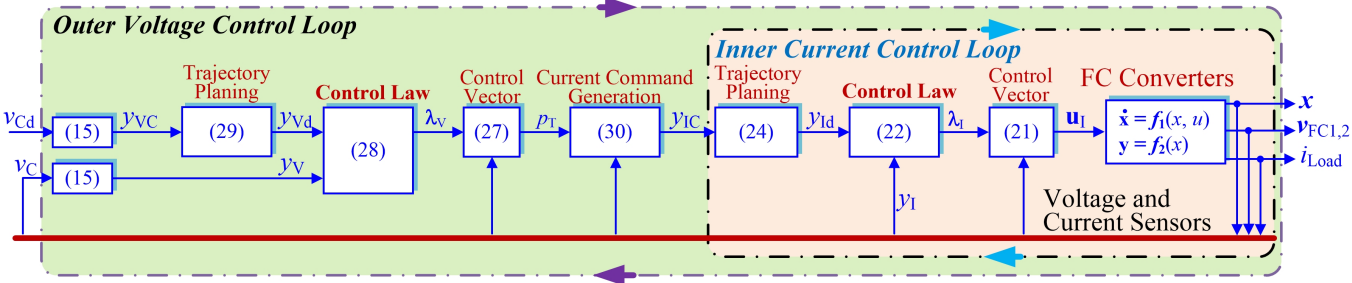 Outer Voltage Control Loop
Inner Current Control Loop
Trajectory
Planing
Control Law
Control
Vector
Current Command
Generation
Trajectory
Planing
Control Law
Control
Vector
FC Converters
vCd
(15)
yVC
(29)
yVd
(28)
λV
(27)
pT
(30)
yIC
(24)
yId
(22)
λI
(21)
uI
ẋ = f1(x, u)
y = f2(x)
x
vFC1,2
iLoad
vC
(15)
yV
yI
Voltage and
Current Sensors